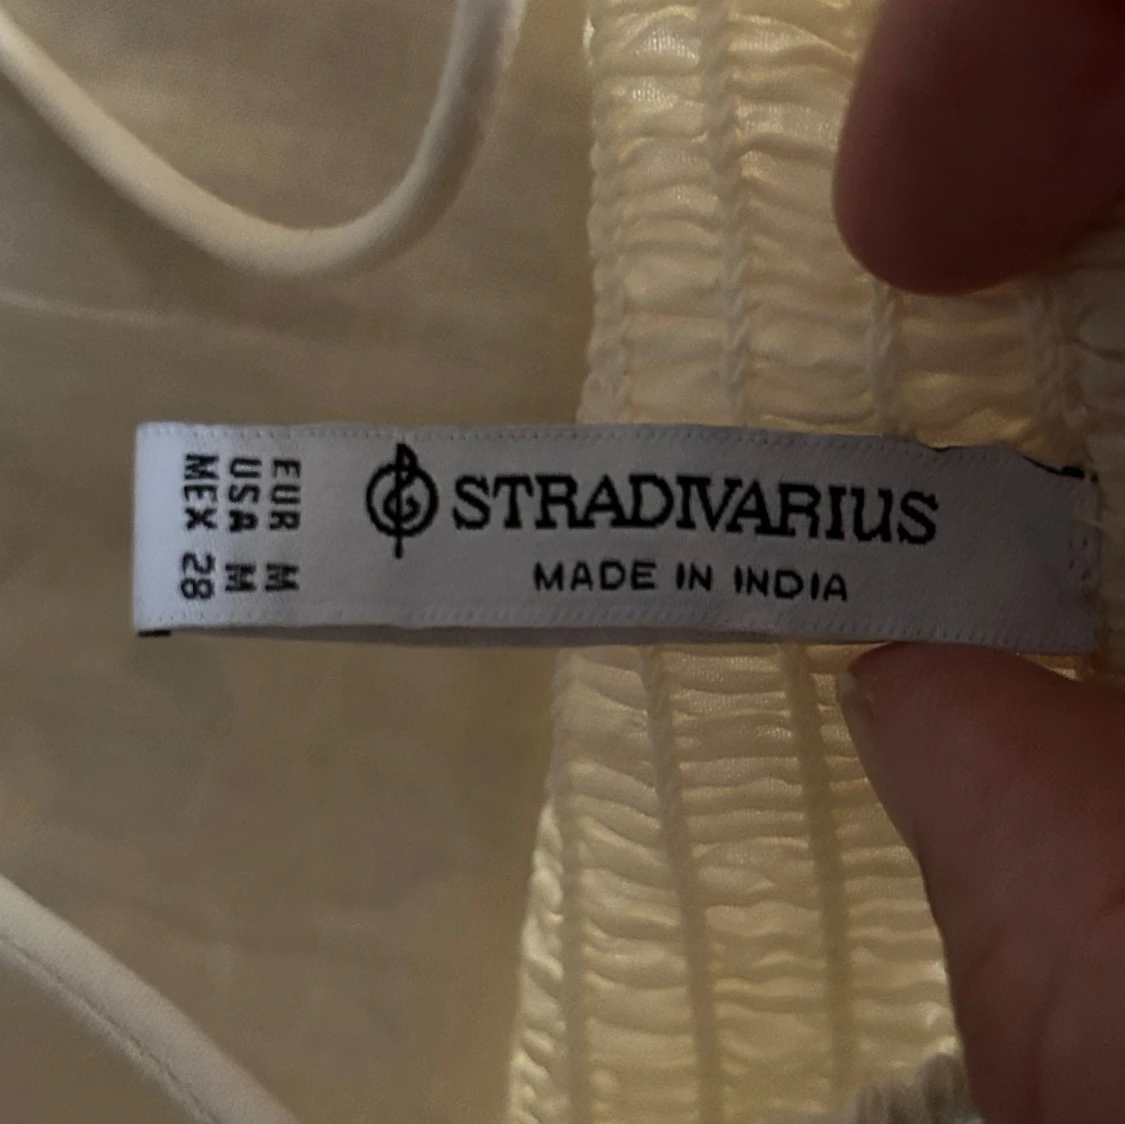 STRADIVARIUS
MADE IN INDIA
EUR M
USA M
MEX 28